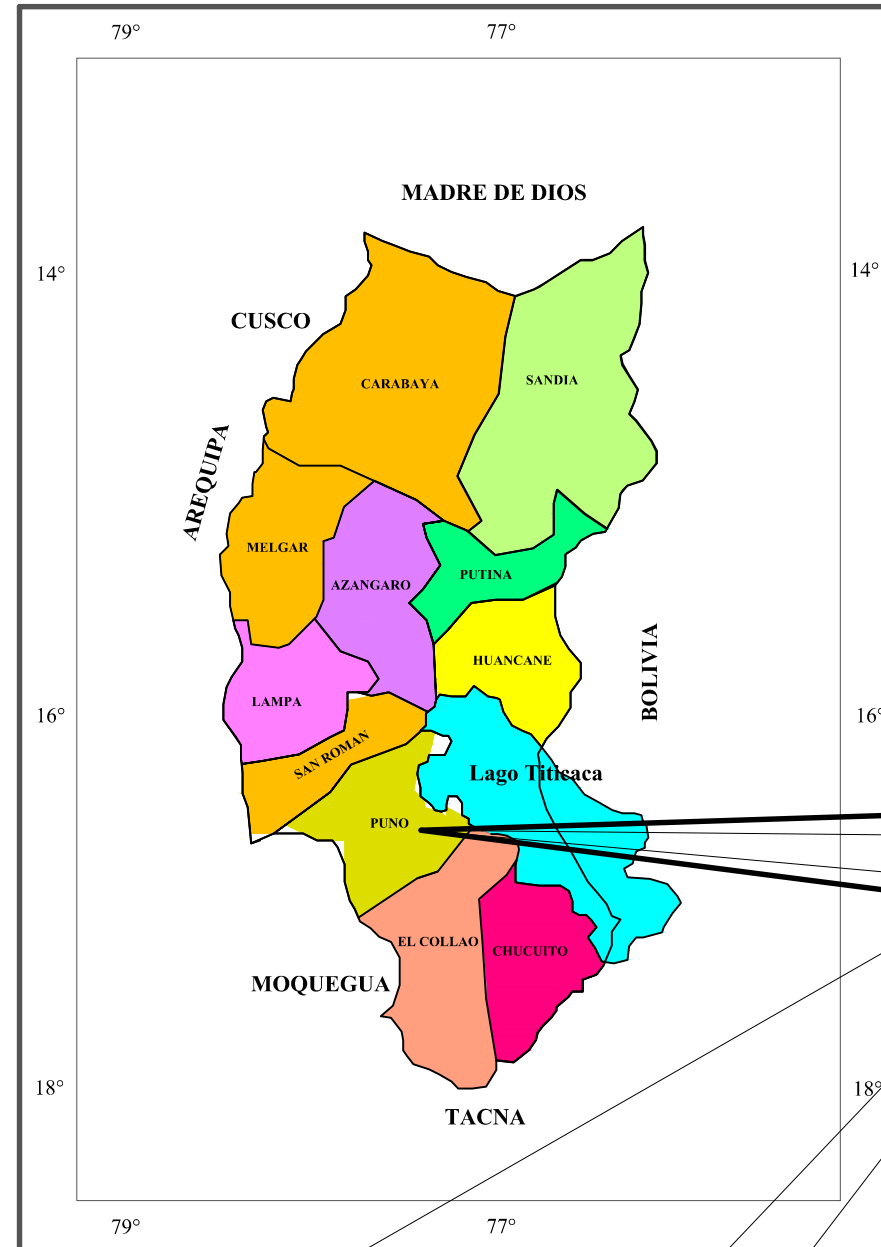 79°
77°
MADRE DE DIOS
14°
14°
CUSCO
CARABAYA
SANDIA
AREQUIPA
MELGAR
AZANGARO
PUTINA
HUANCANE
BOLIVIA
LAMPA
16°
16°
SAN ROMAN
Lago Titicaca
PUNO
EL COLLAO
CHUCUITO
MOQUEGUA
18°
18°
TACNA
79°
77°